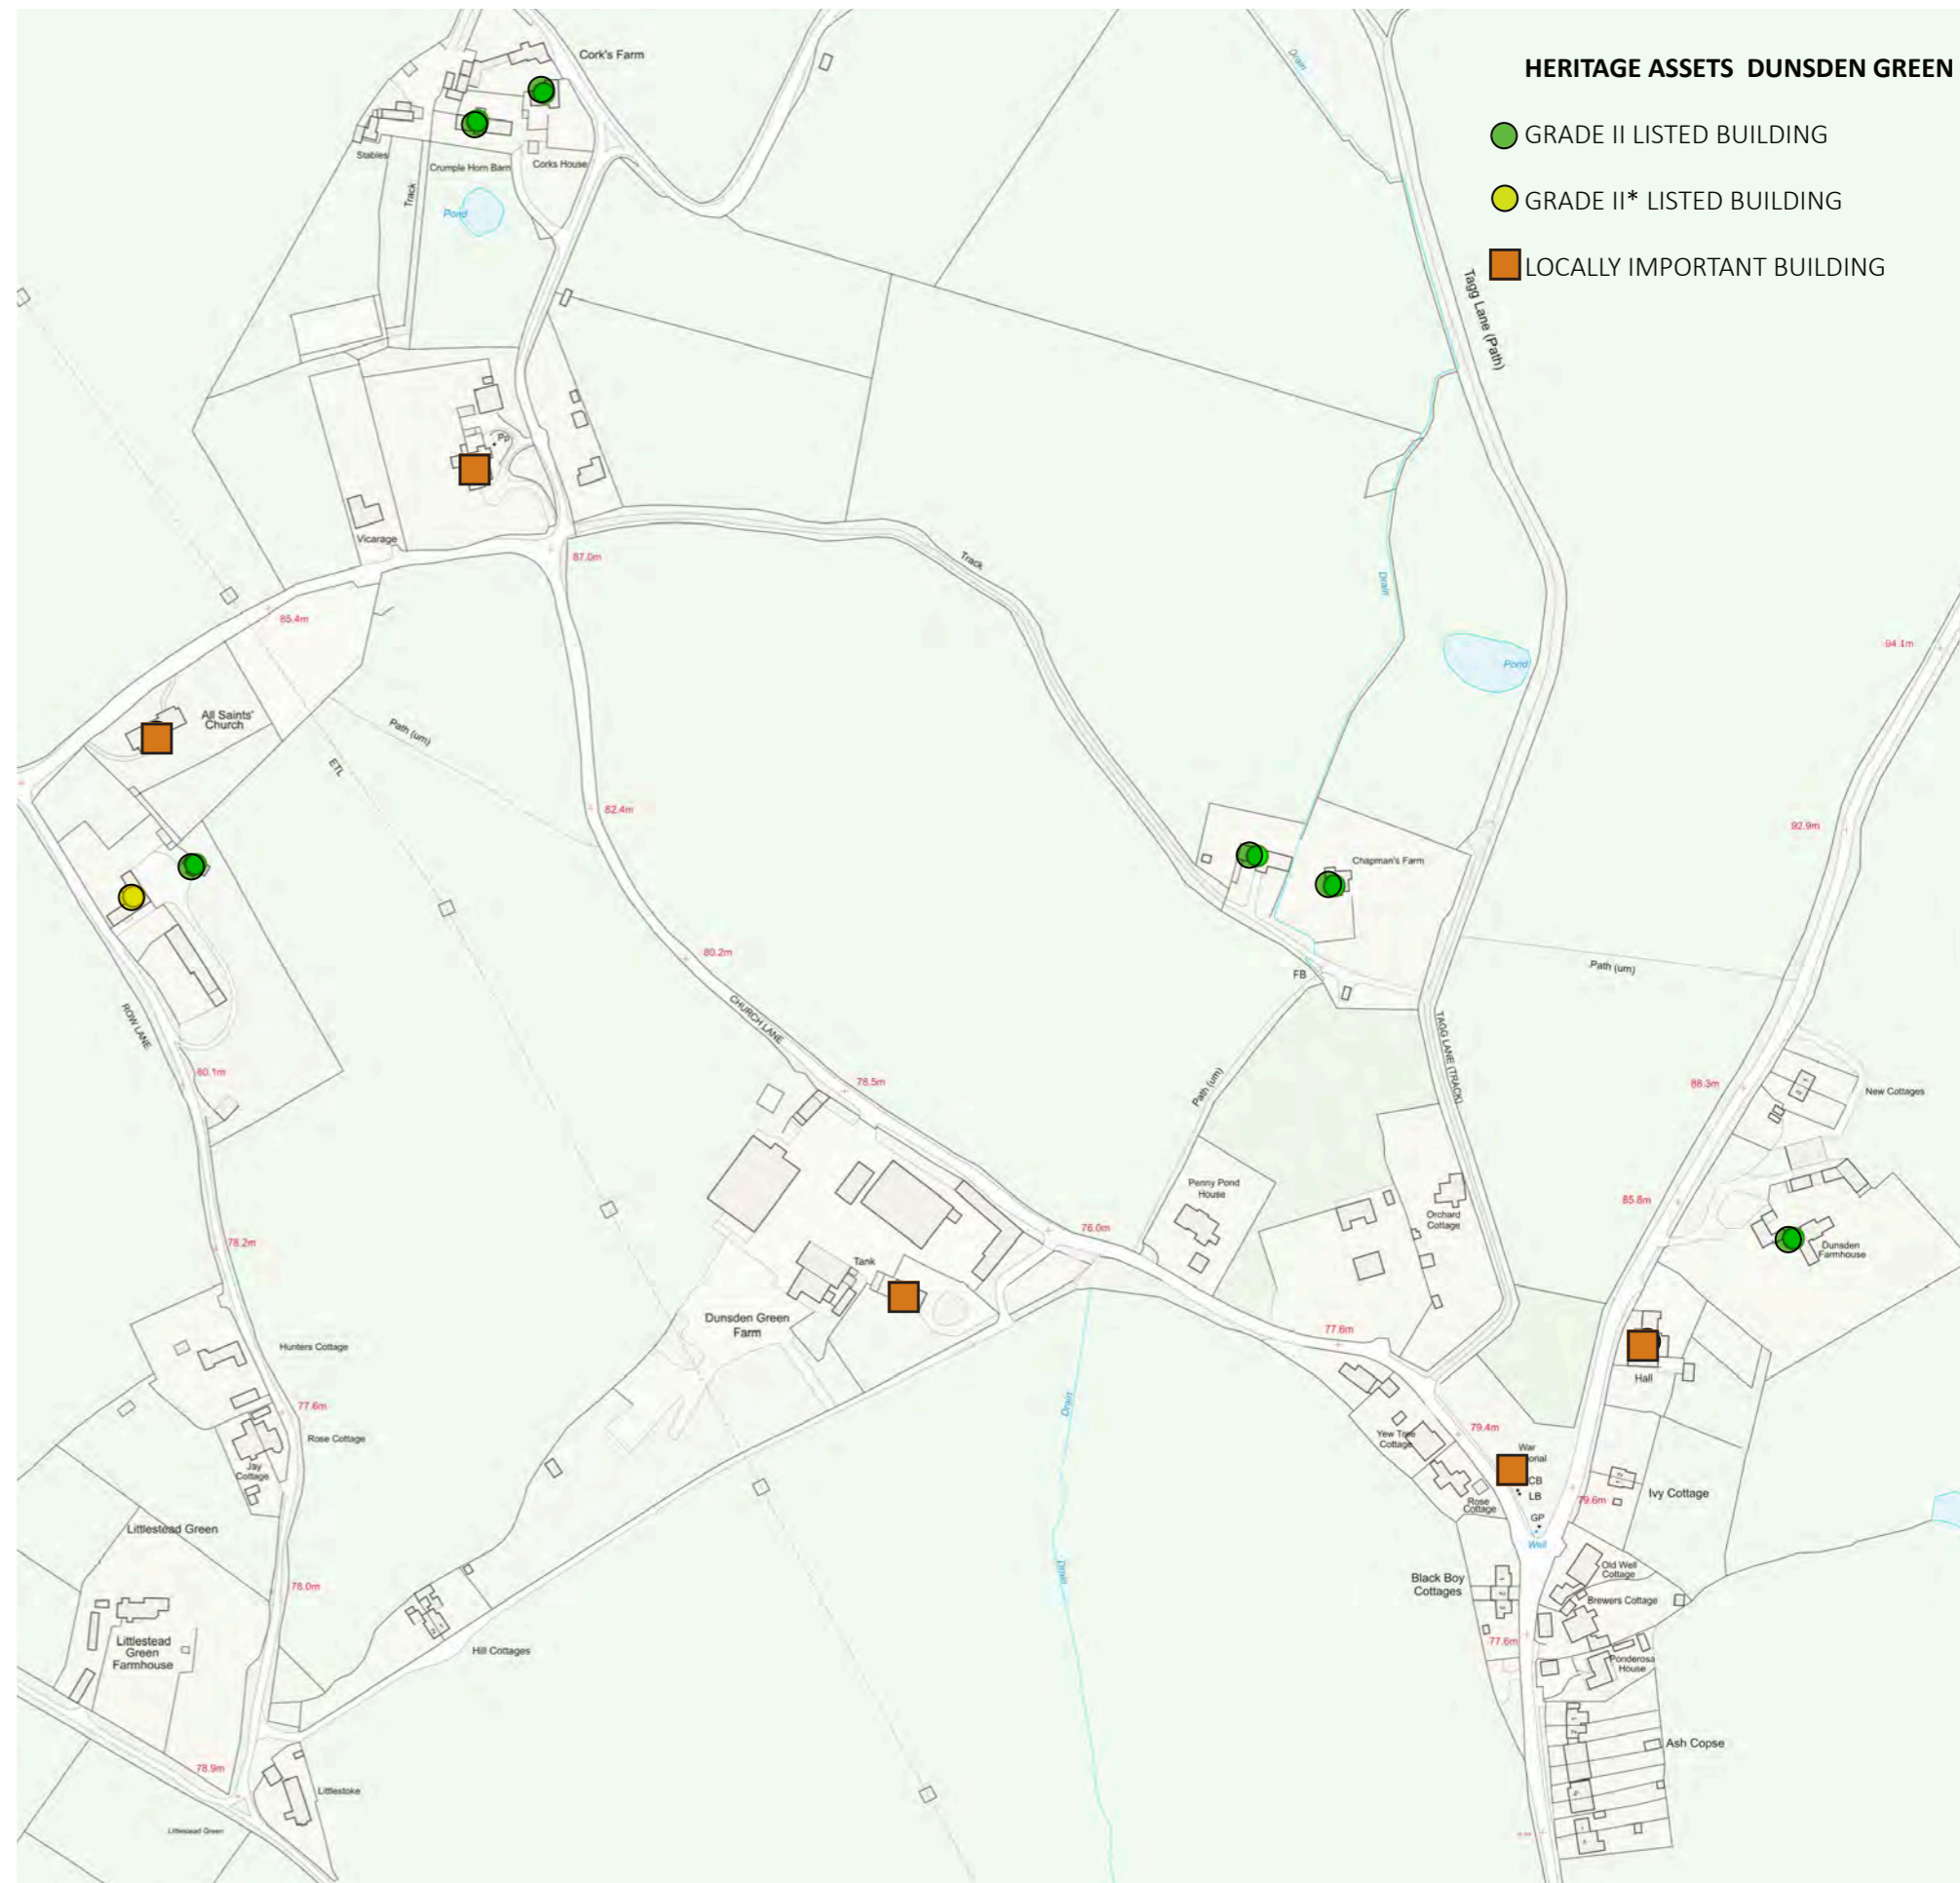 HERITAGE ASSETS DUNSDEN GREEN
GRADE II LISTED BUILDING
GRADE II* LISTED BUILDING
LOCALLY IMPORTANT BUILDING
Cork's Farm
Drain
Stables
Crumple Horn Barn
Corks House
Track
Pond
Tagg Lane (Path)
Vicarage
87.0m
Track
Drain
85.4m
Pond
94.1m
All Saints'
Church
Path (um)
ETL
82.4m
92.9m
Chapman's Farm
80.2m
Path (um)
FB
ROW LANE
CHURCH LANE
TAGG LANE (TRACK)
80.1m
78.5m
Path (um)
88.3m
New Cottages
Penny Pond
House
85.8m
78.2m
76.0m
Orchard
Cottage
Dunsden
Farmhouse
Tank
Dunsden Green
Farm
77.6m
Hunters Cottage
Hall
77.6m
Rose Cottage
Drain
Jay
Cottage
Yew Tree
Cottage
79.4m
War
orial
CB
LB
Rose
Cottage
79.6m
Ivy Cottage
GP
Well
Littlestead Green
Old Well
Cottage
Black Boy
Cottages
78.0m
Drain
Brewers Cottage
Littlestead
Green
Farmhouse
Hill Cottages
77.6m
Ponderosa
House
Ash Copse
78.9m
Littlestoke
Littlestead Green